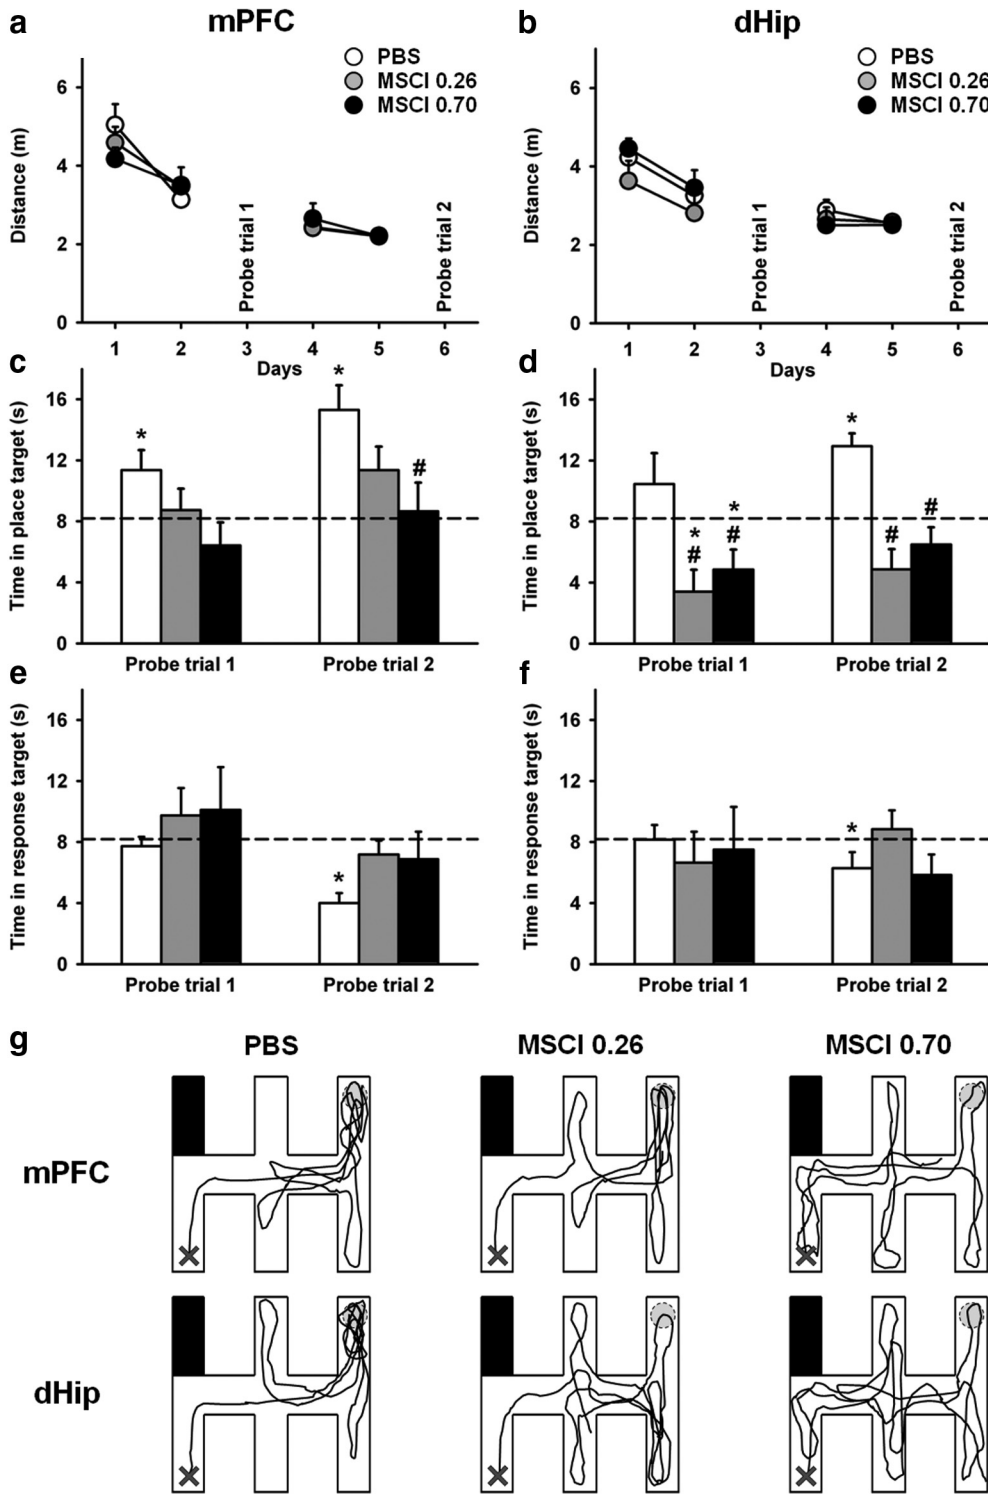 a mPFC
PBS
MSCI 0.26
MSCI 0.70
Distance (m)
6
4
2
0
Probe trial 1
Probe trial 2
1 2 3 4 5 6
Days
b dHip
PBS
MSCI 0.26
MSCI 0.70
Distance (m)
6
4
2
0
Probe trial 1
Probe trial 2
1 2 3 4 5 6
Days
c
Time in place target (s)
16
12
8
4
0
*
*
#
Probe trial 1 Probe trial 2
d
Time in place target (s)
16
12
8
4
0
*
#
*
#
*
#
#
Probe trial 1 Probe trial 2
e
Time in response target (s)
16
12
8
4
0
*
Probe trial 1 Probe trial 2
f
Time in response target (s)
16
12
8
4
0
*
Probe trial 1 Probe trial 2
g
PBS MSCI 0.26 MSCI 0.70
mPFC
dHip